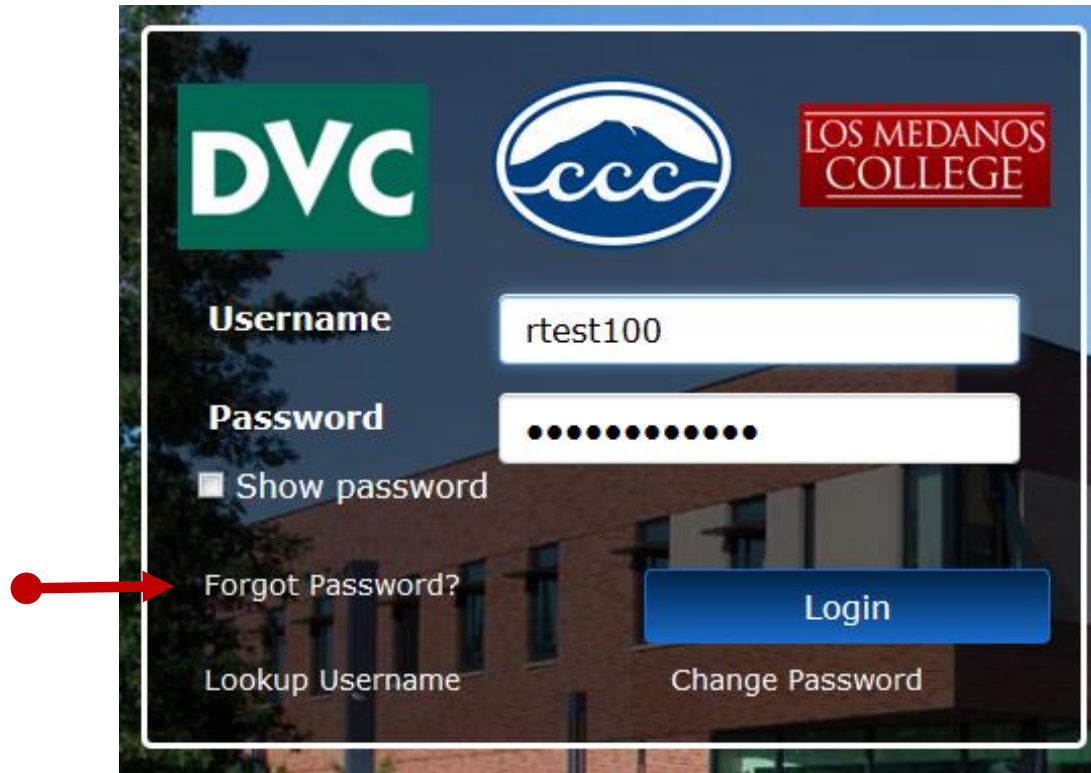 DVC
ccc
LOS MEDANOS
COLLEGE
Username
rtest100
Password
••••••••••••
Show password
Forgot Password?
Login
Lookup Username
Change Password